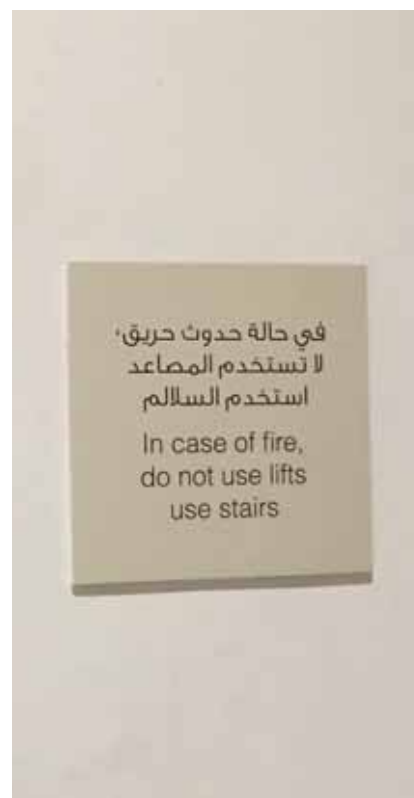 في حالة حدوث حريق،
لا تستخدم المصاعد
استخدم السلالم
In case of fire,
do not use lifts
use stairs